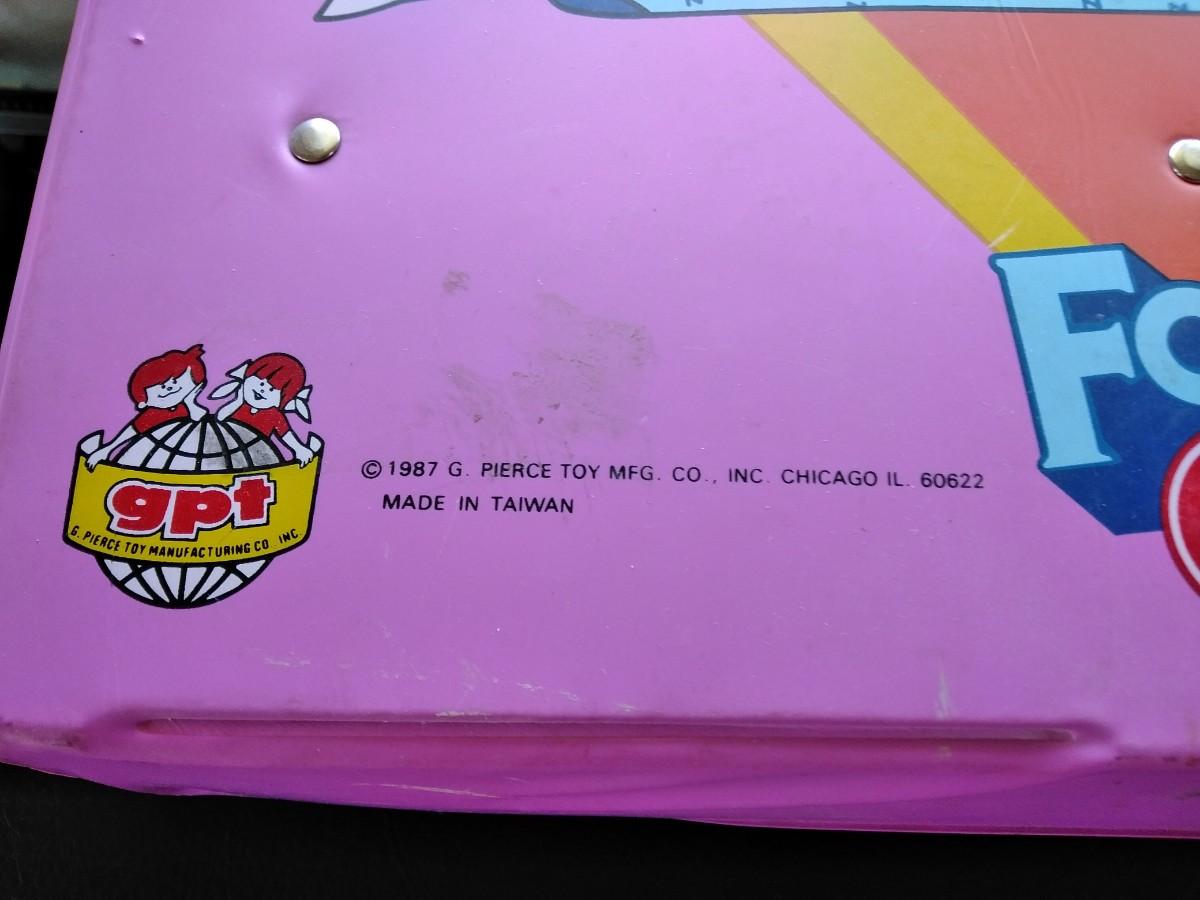 gpt
G. PIERCE TOY MANUFACTURING CO. INC.
© 1987 G. PIERCE TOY MFG. CO., INC. CHICAGO IL. 60622
MADE IN TAIWAN